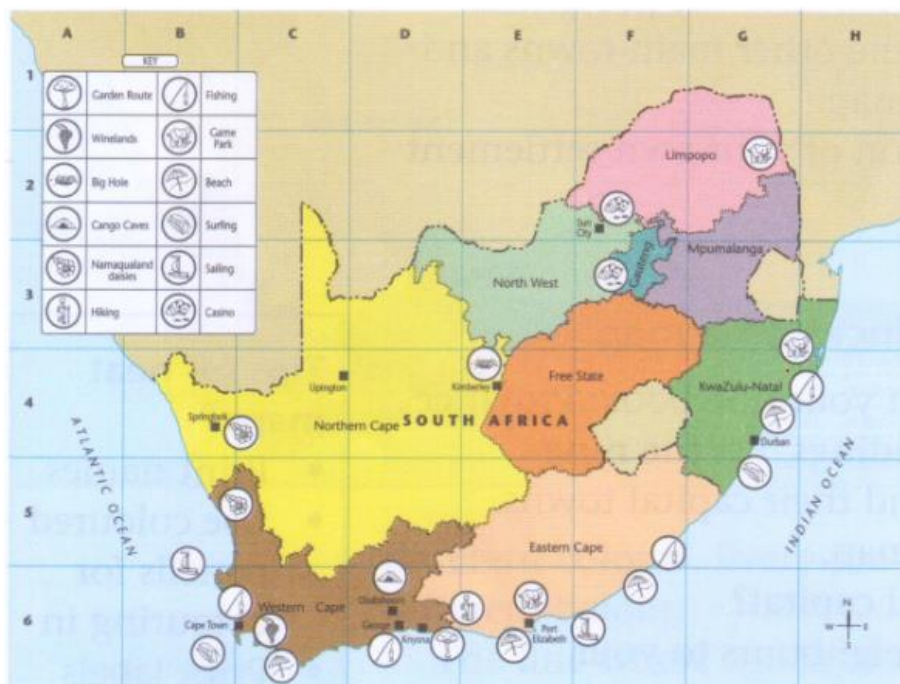 A B C D E F G H
KEY
Garden Route
Fishing
Winelands
Game Park
Big Hole
Beach
Cango Caves
Surfing
Namaqualand daisies
Sailing
Hiking
Casino
1
2
3
4
5
6
Limpopo
Sun City
Gauteng
Mpumalanga
North West
Free State
KwaZulu-Natal
Kimberley
Upington
Durban
Springbok
Northern Cape
SOUTH AFRICA
ATLANTIC OCEAN
INDIAN OCEAN
Eastern Cape
Western Cape
Oudtshoorn
George
Knysna
Cape Town
Port Elizabeth
N
W E
S